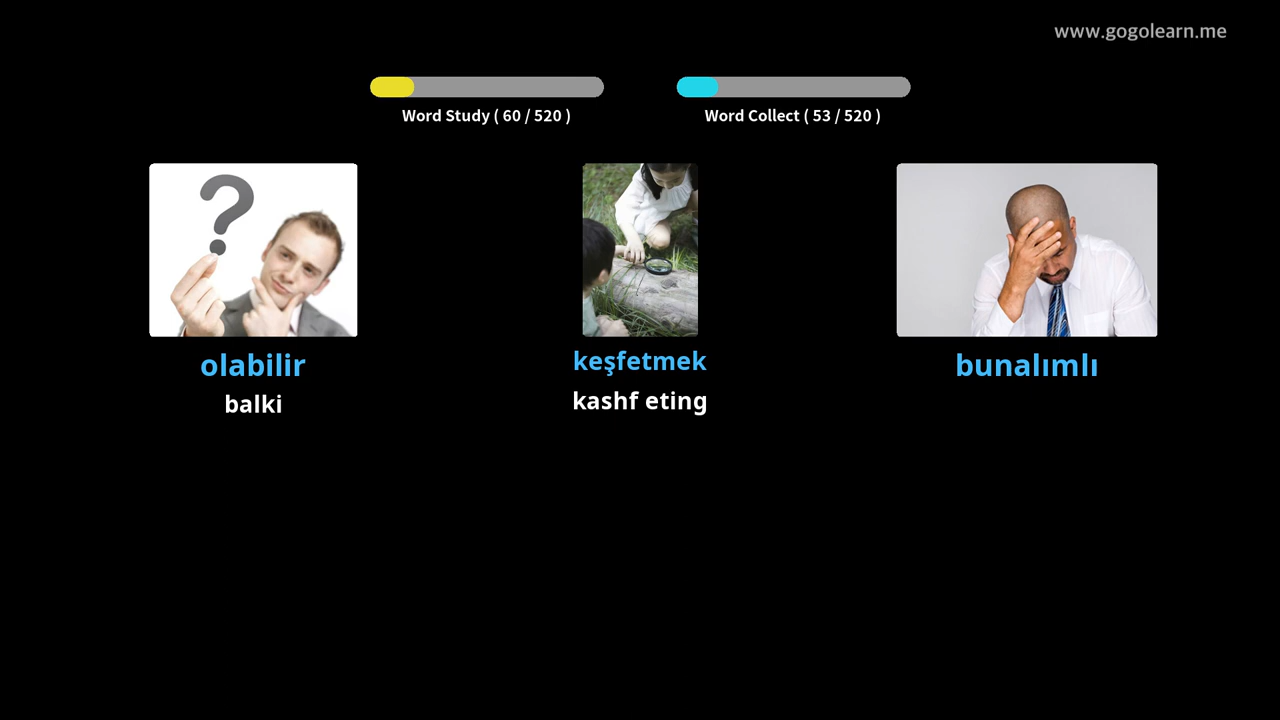 www.gogolearn.me
Word Study ( 60 / 520 )
Word Collect ( 53 / 520 )
olabilir
balki
keşfetmek
kashf eting
bunalımlı